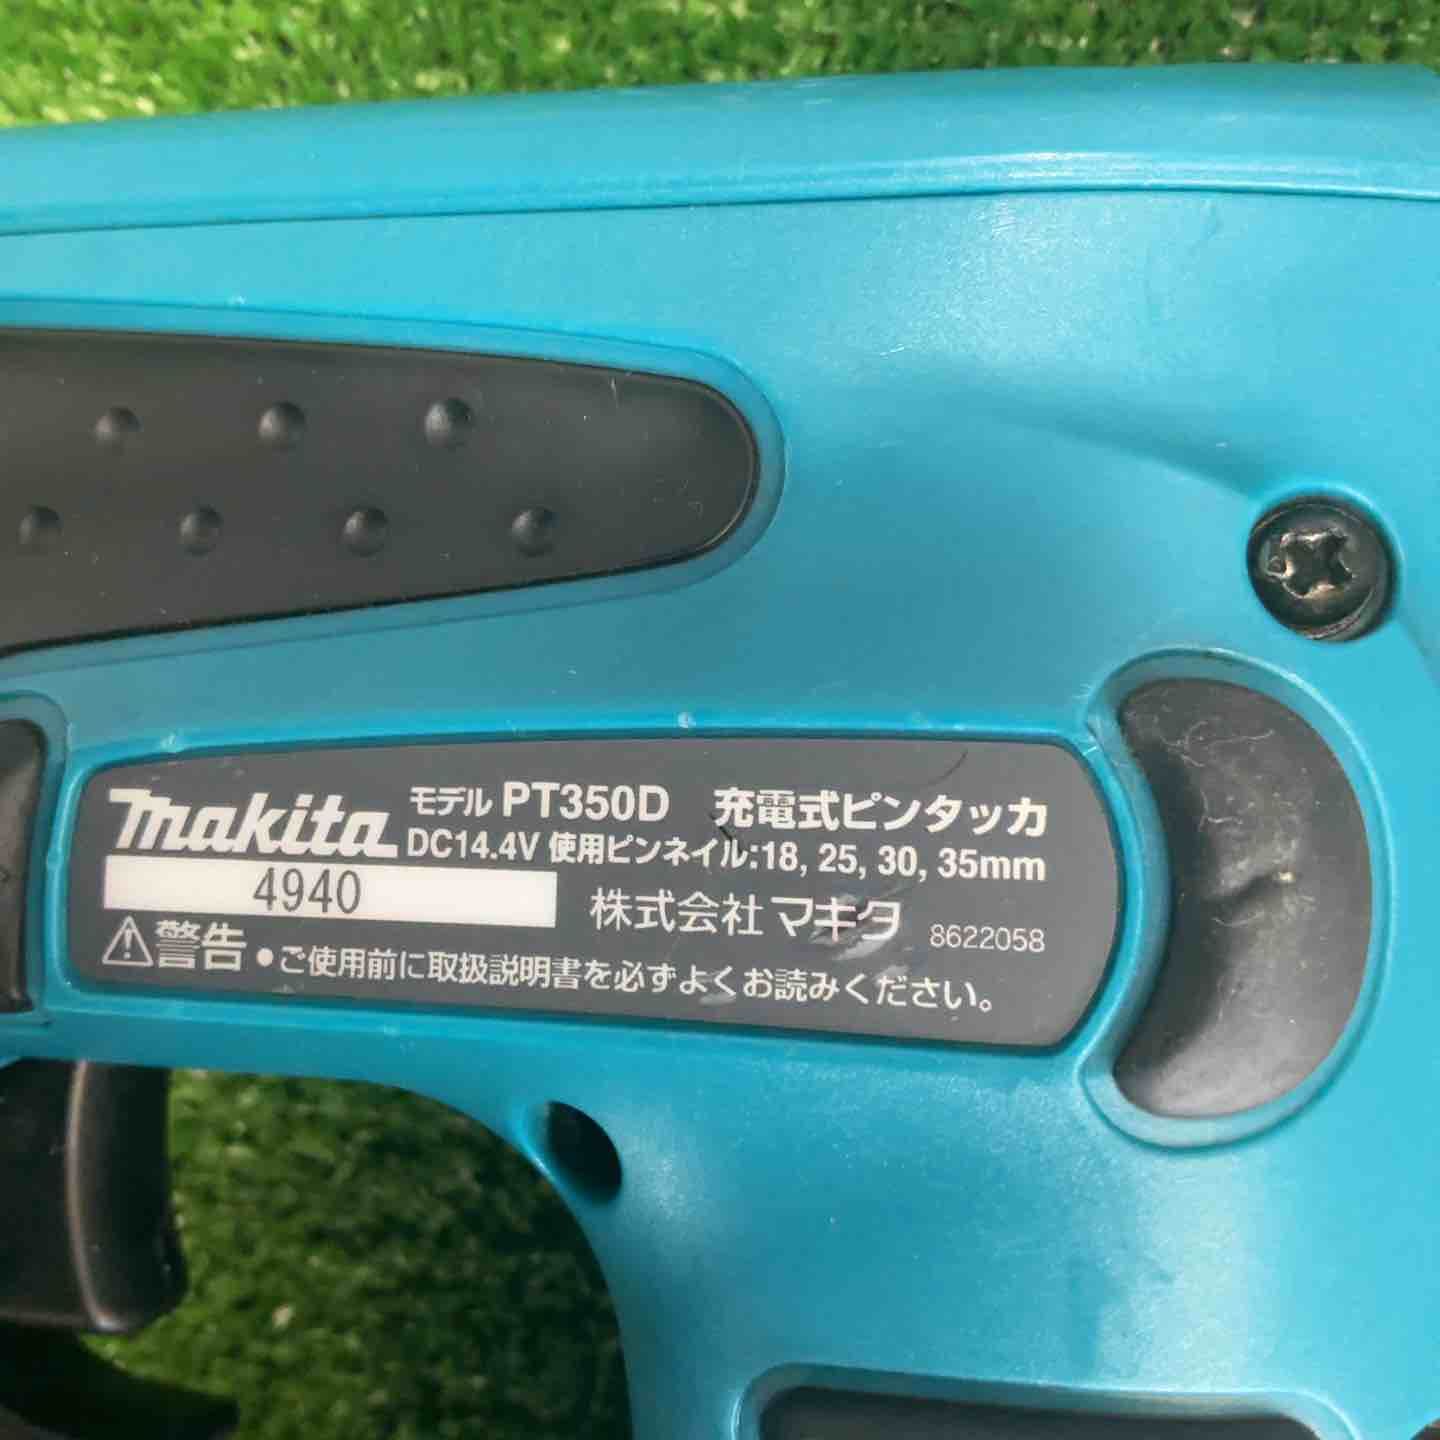 makita モデル PT350D 充電式ピンタッカ
DC14.4V 使用ピンネイル:18, 25, 30, 35mm
4940 株式会社マキタ 8622058
警告 ●ご使用前に取扱説明書を必ずよくお読みください。